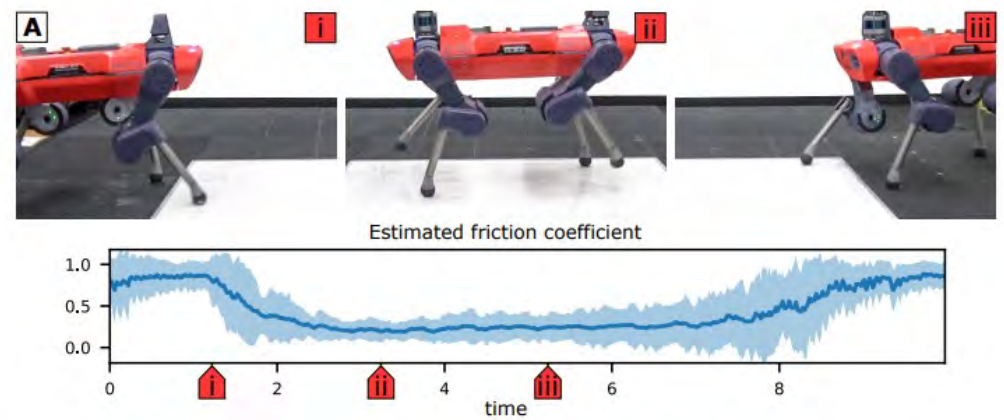 A
i
ii
iii
Estimated friction coefficient
1.0
0.5
0.0
0
2
4
6
8
i
ii
iii
time